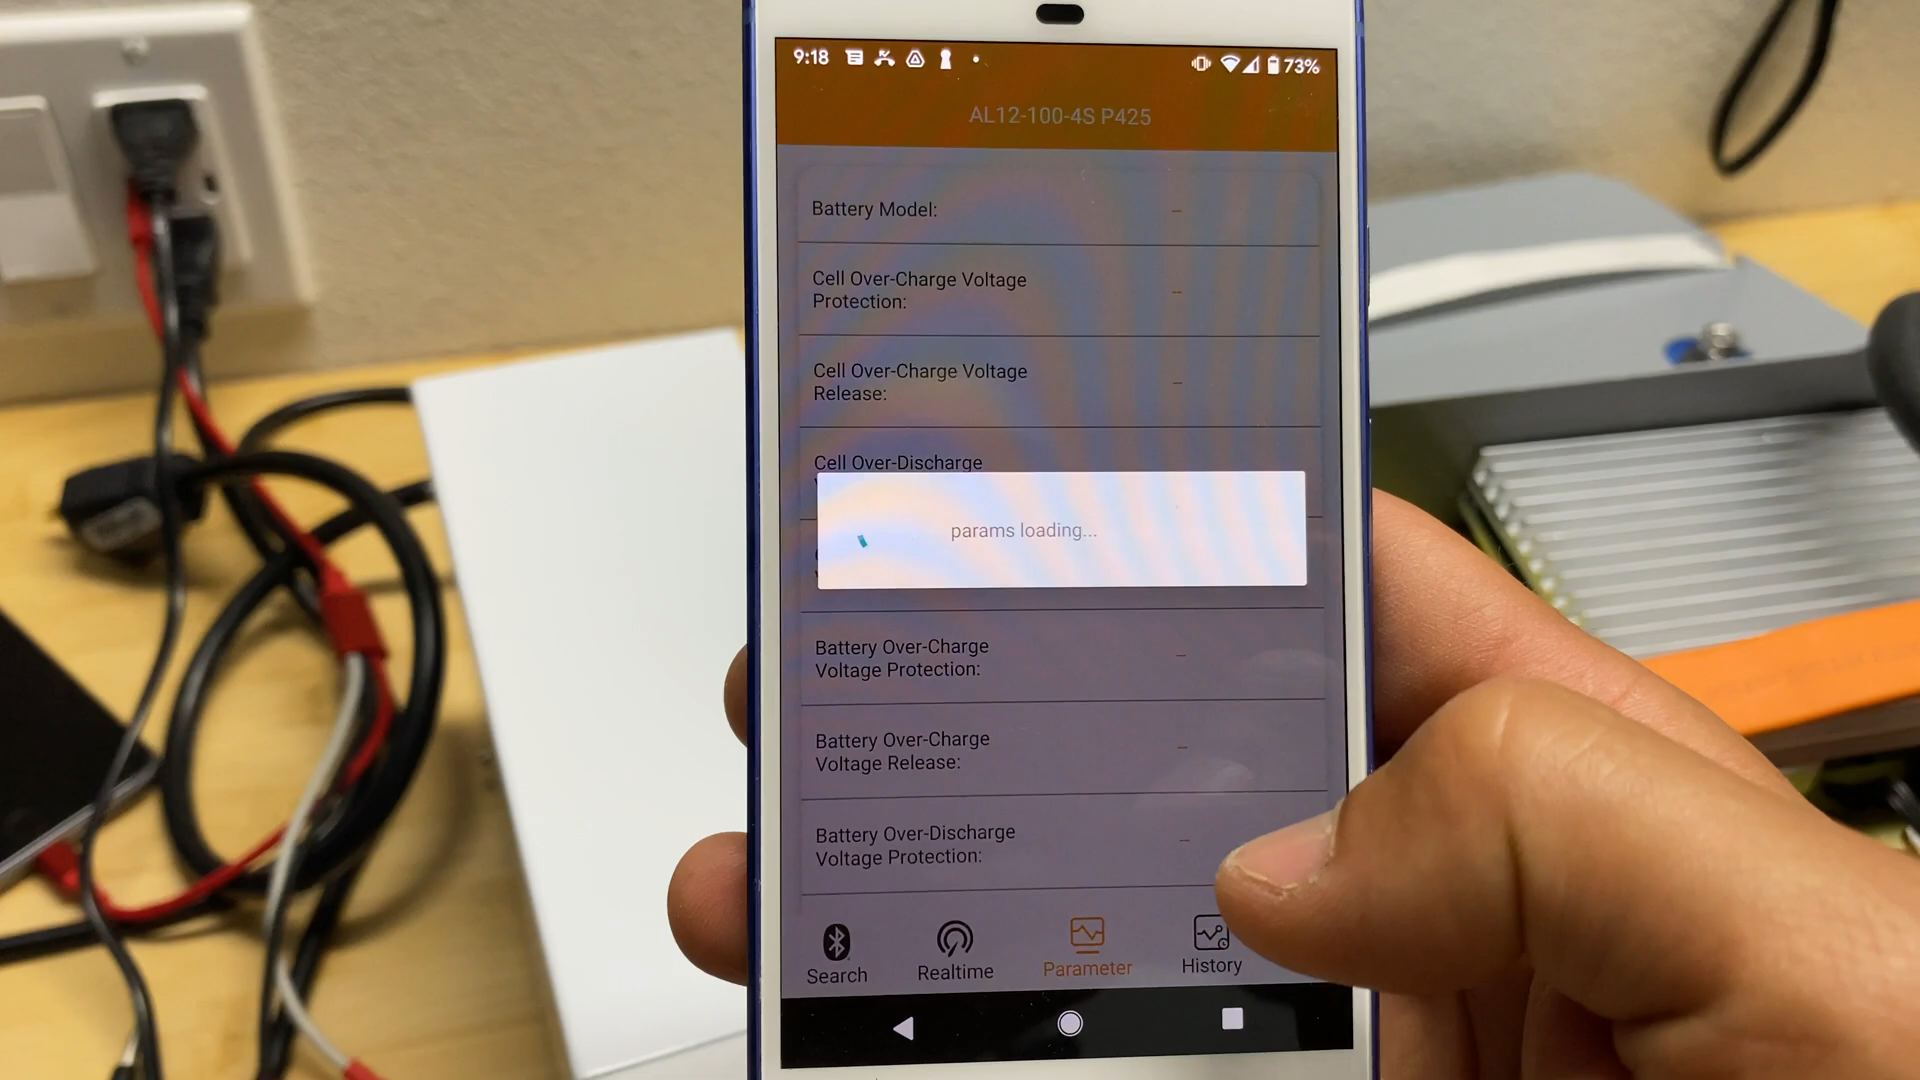 9:18
73%
AL12-100-4S P425
Battery Model: –
Cell Over-Charge Voltage
Protection: –
Cell Over-Charge Voltage
Release: –
Cell Over-Discharge
params loading...
Battery Over-Charge
Voltage Protection: –
Battery Over-Charge
Voltage Release: –
Battery Over-Discharge
Voltage Protection: –
Search
Realtime
Parameter
History